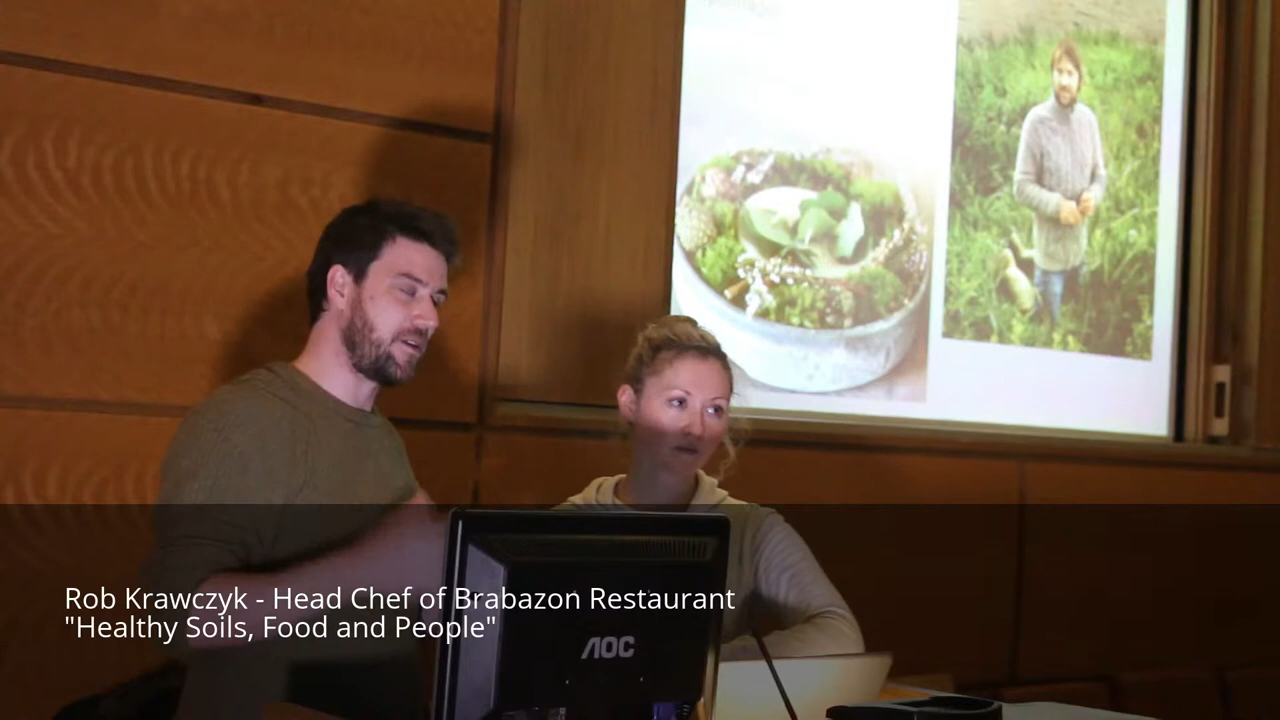 Rob Krawczyk - Head Chef of Brabazon Restaurant
"Healthy Soils, Food and People"
AOC